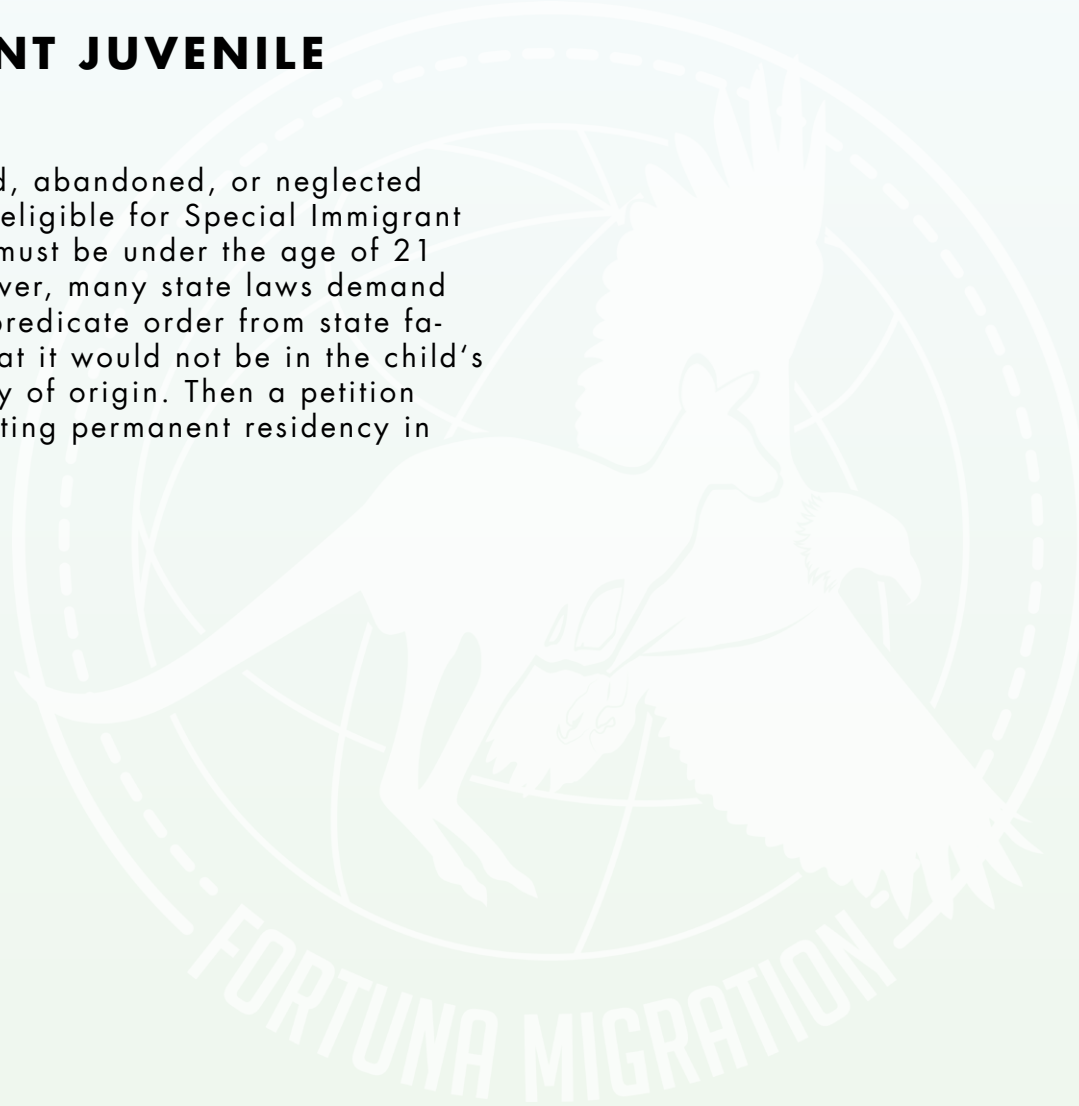 NT JUVENILE
d, abandoned, or neglected
eligible for Special Immigrant
must be under the age of 21
ver, many state laws demand
predicate order from state fa-
at it would not be in the child‘s
y of origin. Then a petition
ting permanent residency in
FORTUNA MIGRATION